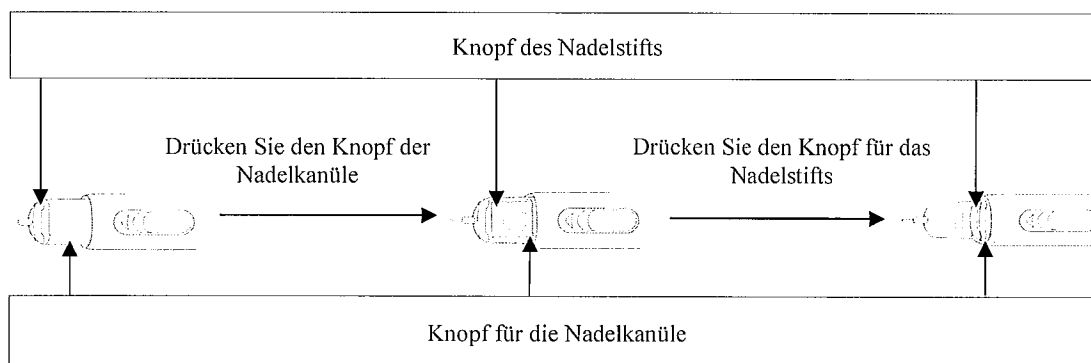 Knopf des Nadelstifts
Drücken Sie den Knopf der
Nadelkanüle
Drücken Sie den Knopf für das
Nadelstifts
Knopf für die Nadelkanüle